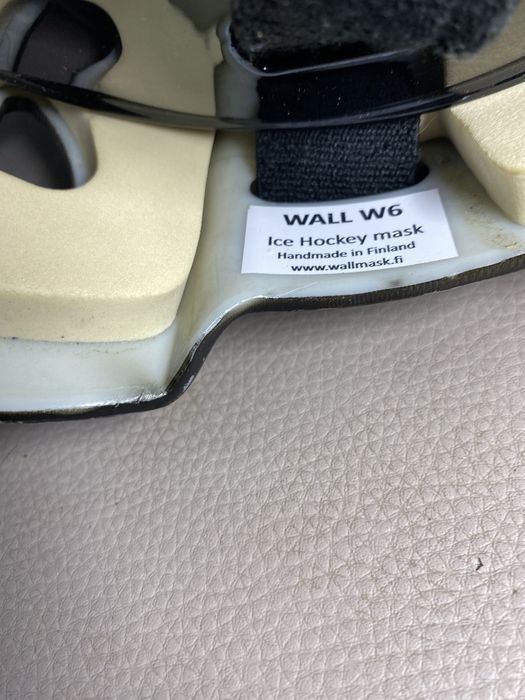 WALL W6
Ice Hockey mask
Handmade in Finland
www.wallmask.fi